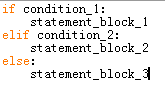 if condition_1:
    statement_block_1
elif condition_2:
    statement_block_2
else:
    statement_block_3